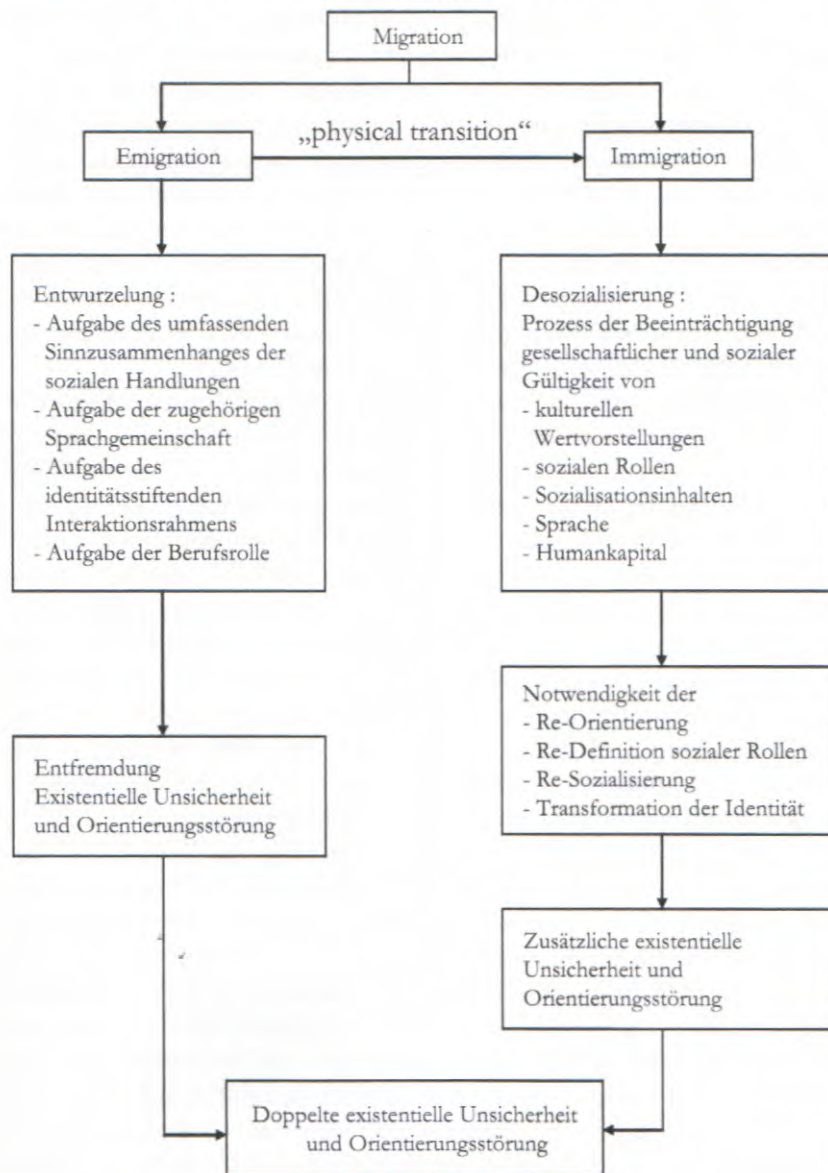 Migration
„physical transition“
Emigration
Immigration
Entwurzelung :
- Aufgabe des umfassenden
Sinnzusammenhanges der
sozialen Handlungen
- Aufgabe der zugehörigen
Sprachgemeinschaft
- Aufgabe des
identitätsstiftenden
Interaktionsrahmens
- Aufgabe der Berufsrolle
Desozialisierung :
Prozess der Beeinträchtigung
gesellschaftlicher und sozialer
Gültigkeit von
- kulturellen
Wertvorstellungen
- sozialen Rollen
- Sozialisationsinhalten
- Sprache
- Humankapital
Entfremdung
Existentielle Unsicherheit
und Orientierungsstörung
Notwendigkeit der
- Re-Orientierung
- Re-Definition sozialer Rollen
- Re-Sozialisierung
- Transformation der Identität
Zusätzliche existentielle
Unsicherheit und
Orientierungsstörung
Doppelte existentielle Unsicherheit
und Orientierungsstörung